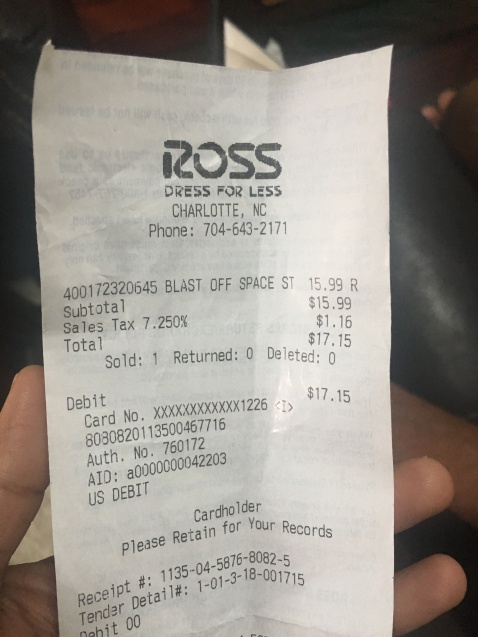 ROSS
DRESS FOR LESS
CHARLOTTE, NC
Phone: 704-643-2171
400172320645 BLAST OFF SPACE ST 15.99 R
Subtotal $15.99
Sales Tax 7.250% $1.16
Total $17.15
Sold: 1 Returned: 0 Deleted: 0
Debit $17.15
Card No. XXXXXXXXXXXX1226 <I>
8080820113500467716
Auth. No. 760172
AID: a0000000042203
US DEBIT
Cardholder
Please Retain for Your Records
Receipt #: 1135-04-5876-8082-5
Tender Detail#: 1-01-3-18-001715
Debit 00